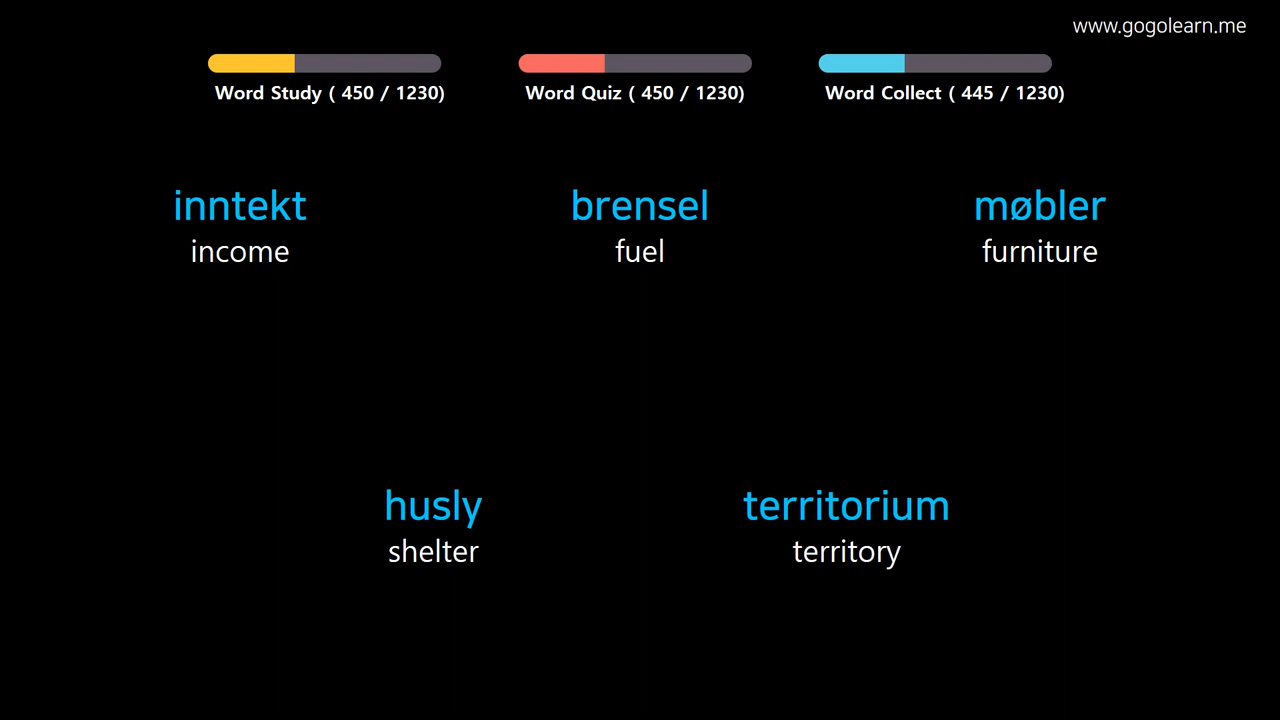 www.gogolearn.me
Word Study ( 450 / 1230)
Word Quiz ( 450 / 1230)
Word Collect ( 445 / 1230)
inntekt
income
brensel
fuel
møbler
furniture
husly
shelter
territorium
territory